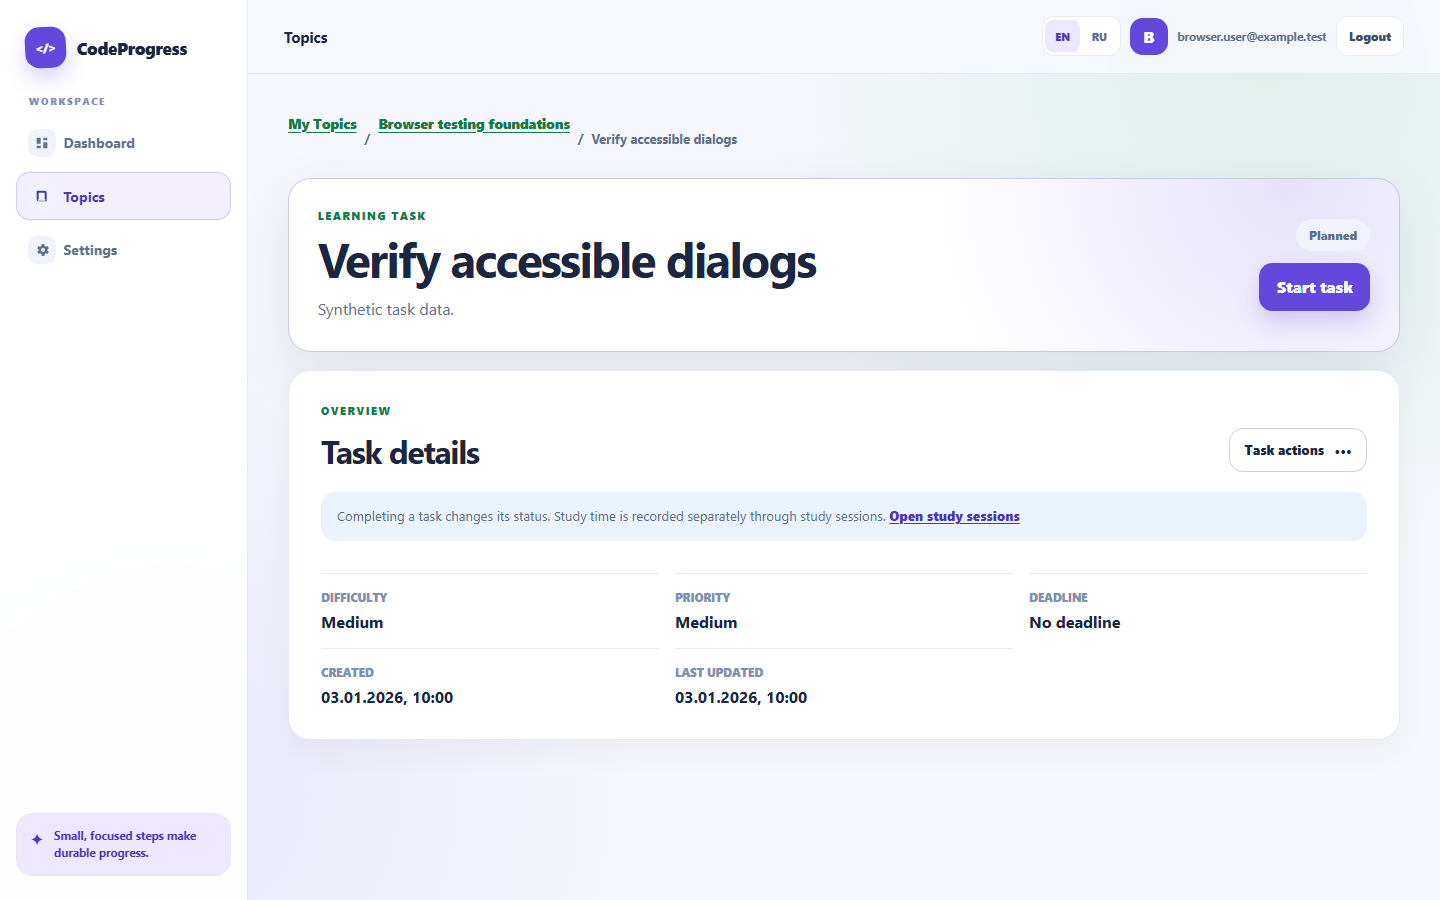 </> CodeProgress
WORKSPACE
Dashboard
Topics
Settings
Small, focused steps make
durable progress.
Topics
EN RU B browser.user@example.test Logout
My Topics / Browser testing foundations / Verify accessible dialogs
LEARNING TASK
Verify accessible dialogs
Synthetic task data.
Planned
Start task
OVERVIEW
Task details
Task actions •••
Completing a task changes its status. Study time is recorded separately through study sessions. Open study sessions
DIFFICULTY
Medium
PRIORITY
Medium
DEADLINE
No deadline
CREATED
03.01.2026, 10:00
LAST UPDATED
03.01.2026, 10:00